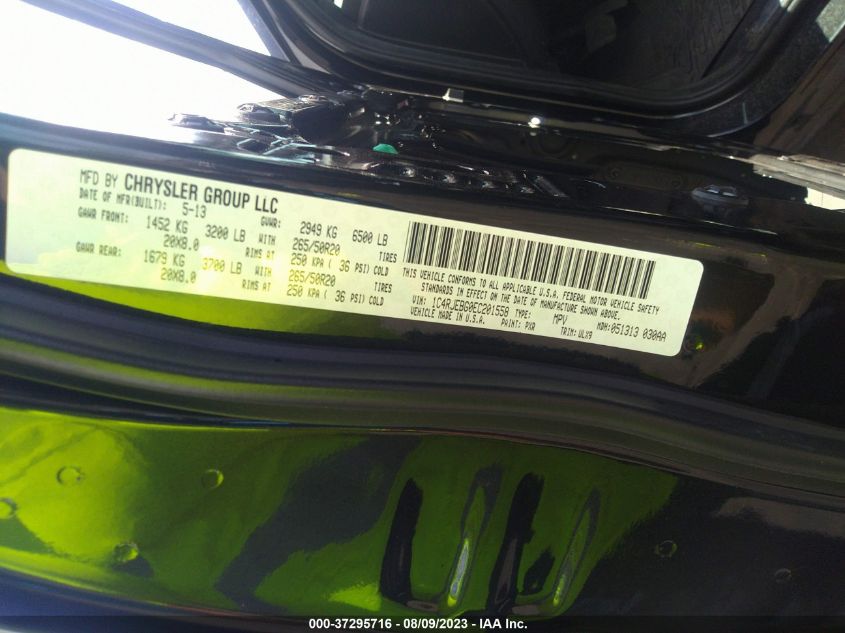 MFD BY CHRYSLER GROUP LLC
DATE OF MFR(BUILT): 5-13 GVWR: 2949 KG 6500 LB
GAWR FRONT: 1452 KG 3200 LB WITH 265/50R20 TIRES
20X8.0 RIMS AT 250 KPA ( 36 PSI) COLD
GAWR REAR: 1679 KG 3700 LB WITH 265/50R20 TIRES
20X8.0 RIMS AT 250 KPA ( 36 PSI) COLD
THIS VEHICLE CONFORMS TO ALL APPLICABLE U.S.A. FEDERAL MOTOR VEHICLE SAFETY
STANDARDS IN EFFECT ON THE DATE OF MANUFACTURE SHOWN ABOVE.
VIN: 1C4RJEBG0EC201558 TYPE: MPV MDH: 051313 030AA
VEHICLE MADE IN U.S.A. PAINT: PXR TRIM: ULX9
000-37295716 - 08/09/2023 - IAA Inc.